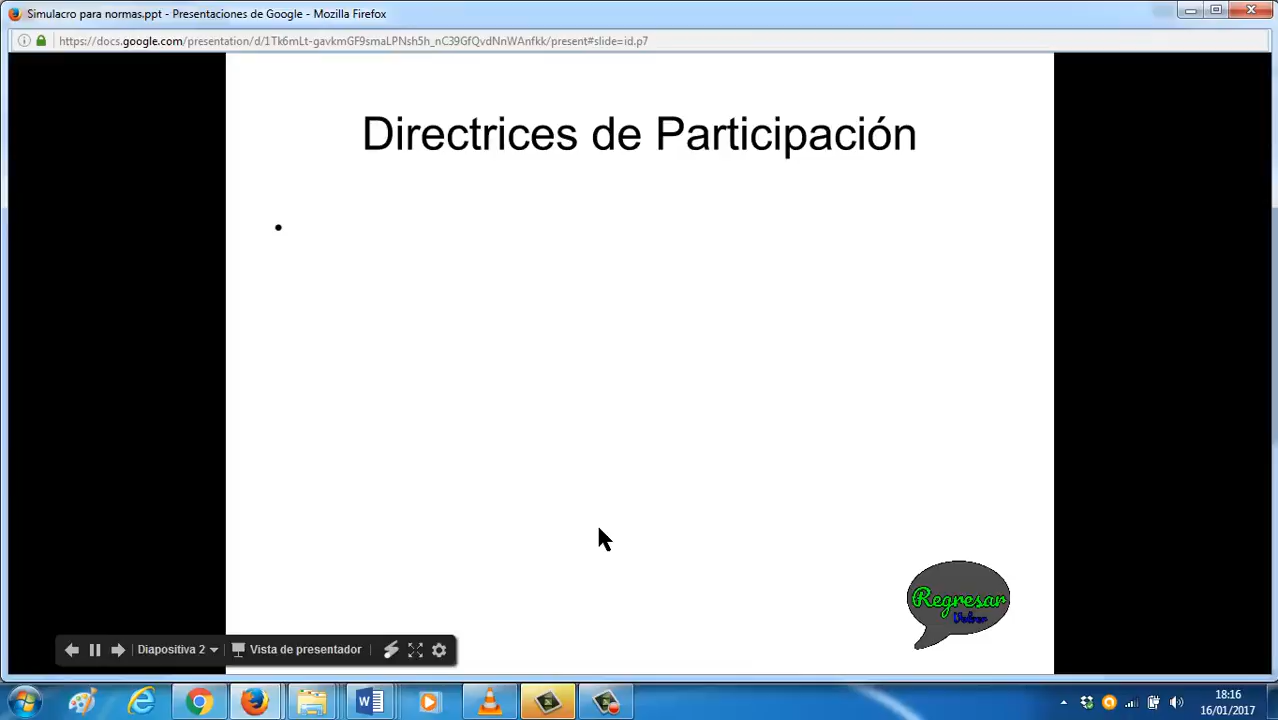 Simulacro para normas.ppt - Presentaciones de Google - Mozilla Firefox
https://docs.google.com/presentation/d/1Tk6mLt-gavkmGF9smaLPNsh5h_nC39GfQvdNnWAnfkk/present#slide=id.p7
Directrices de Participación
•
Regresar
Volver
Diapositiva 2
Vista de presentador
18:16
16/01/2017